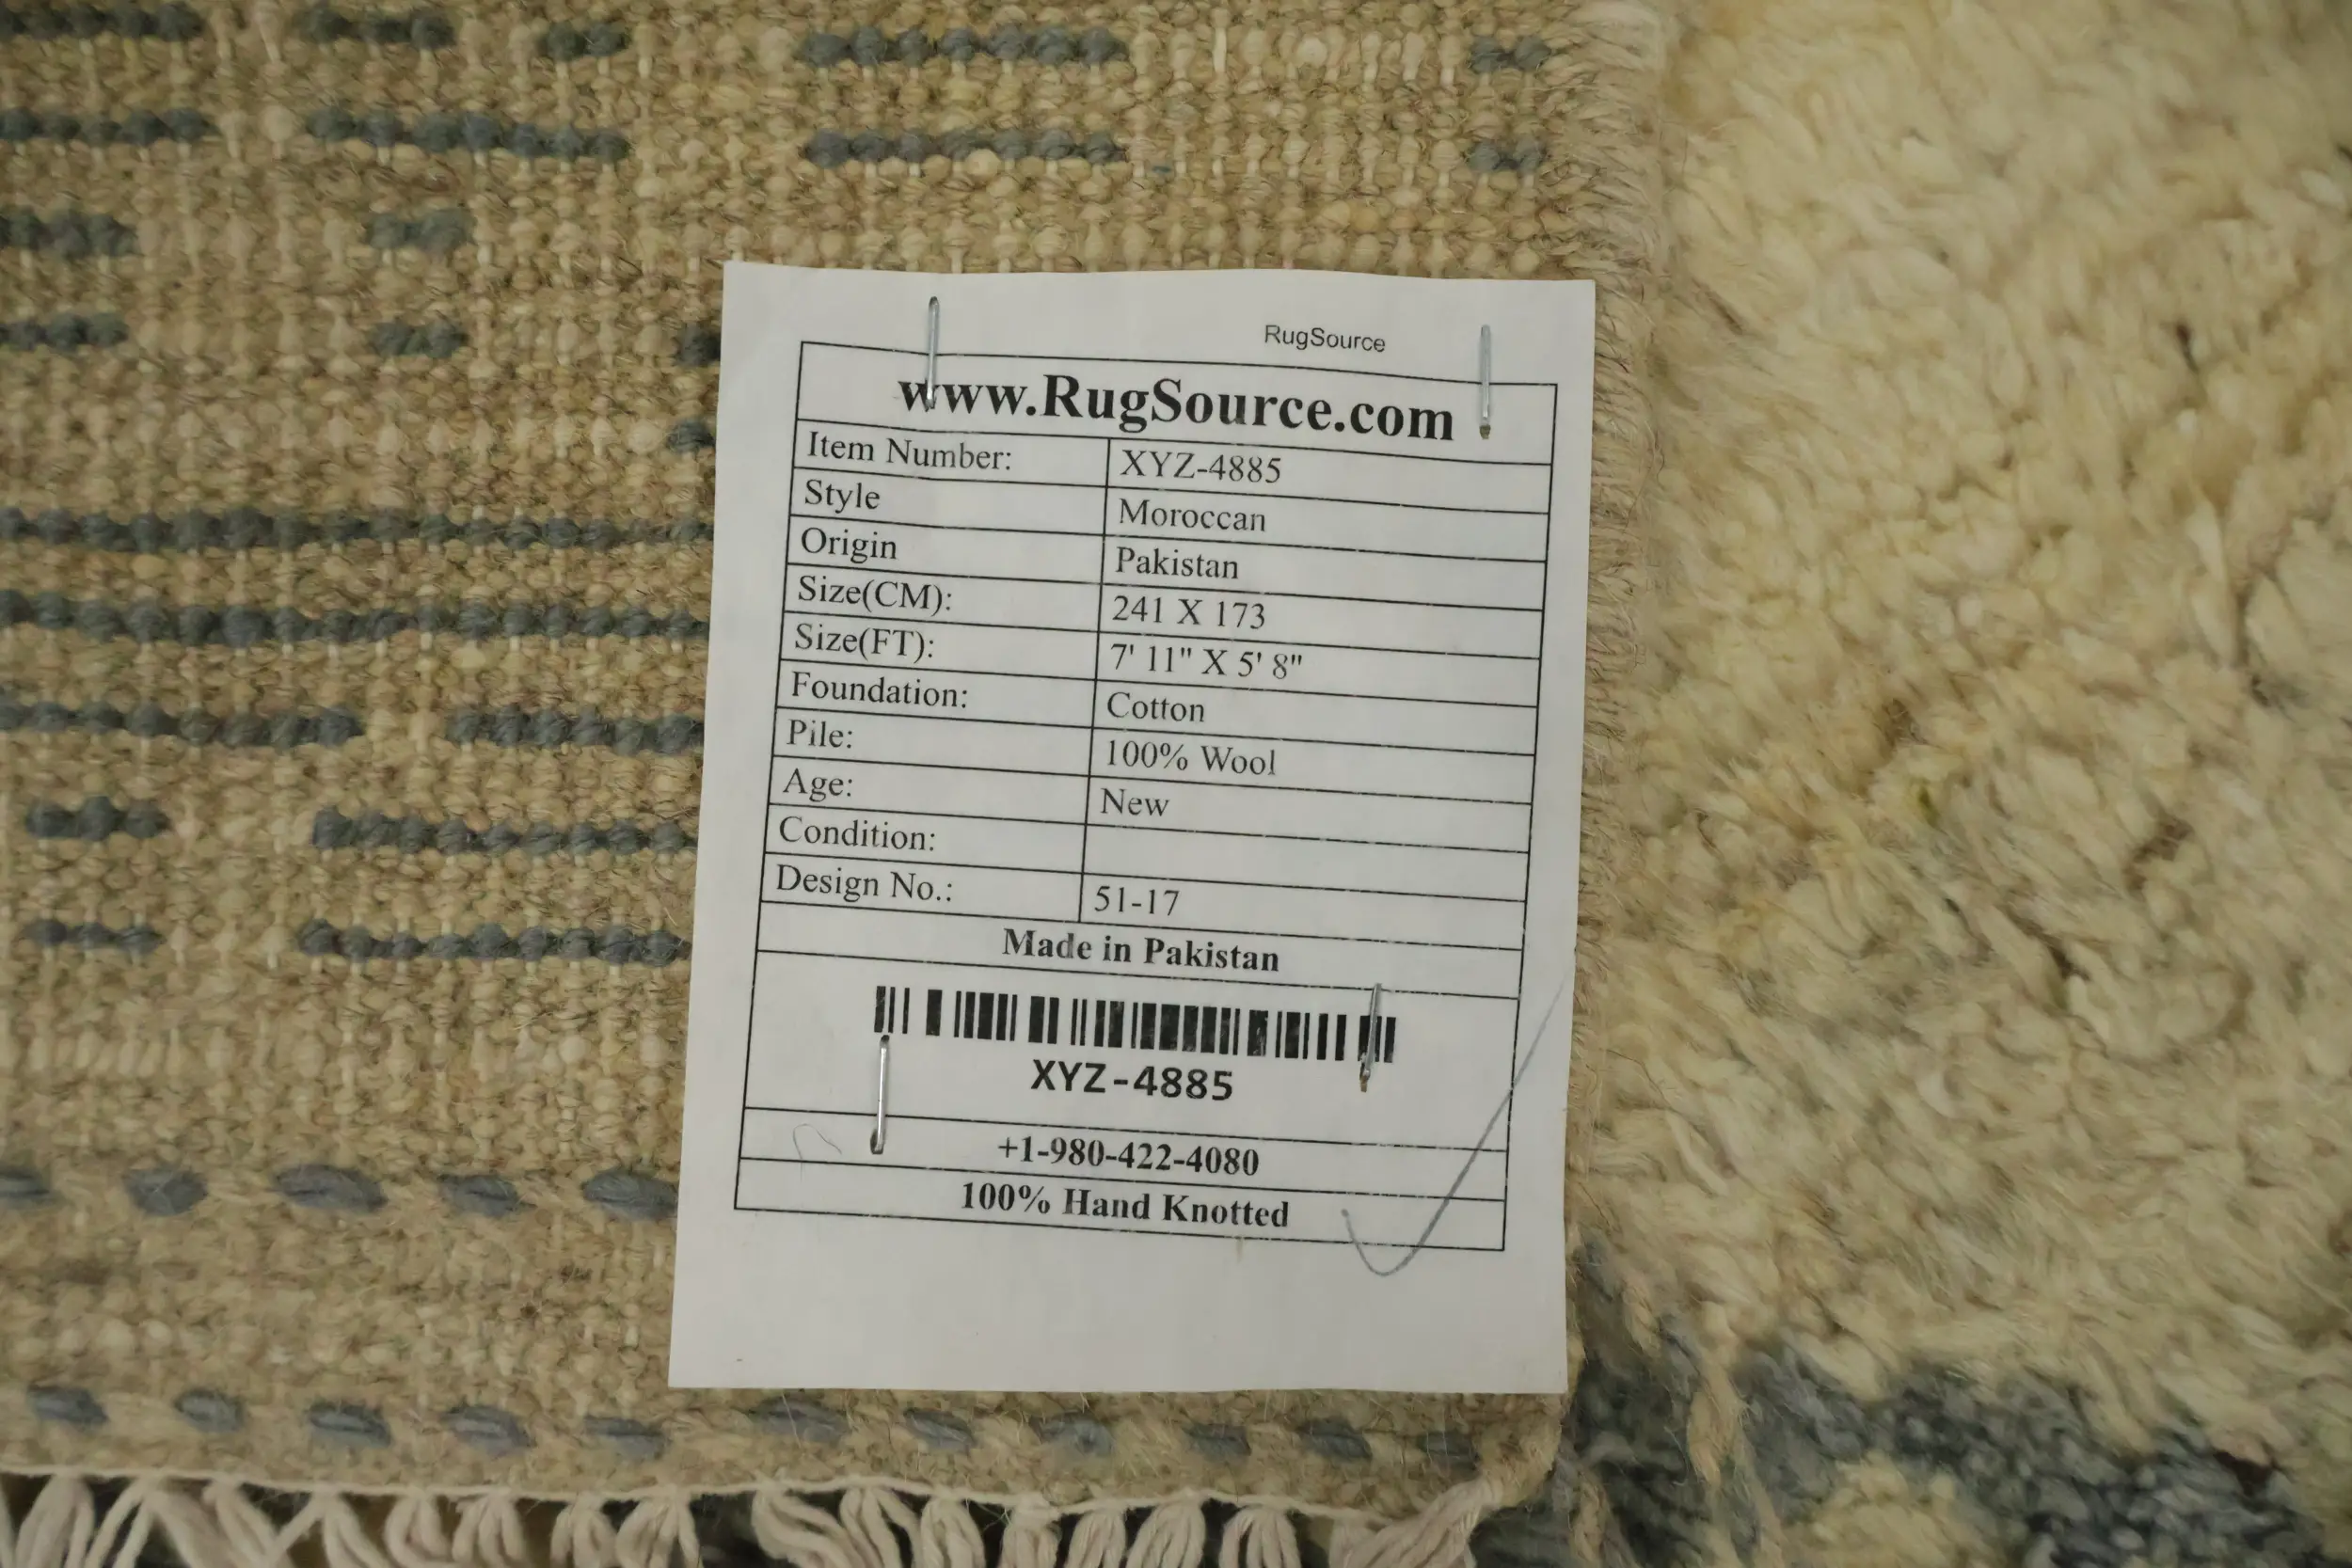 RugSource
www.RugSource.com
Item Number: XYZ-4885
Style Moroccan
Origin Pakistan
Size(CM): 241 X 173
Size(FT): 7' 11" X 5' 8"
Foundation: Cotton
Pile: 100% Wool
Age: New
Condition:
Design No.: 51-17
Made in Pakistan
XYZ-4885
+1-980-422-4080
100% Hand Knotted